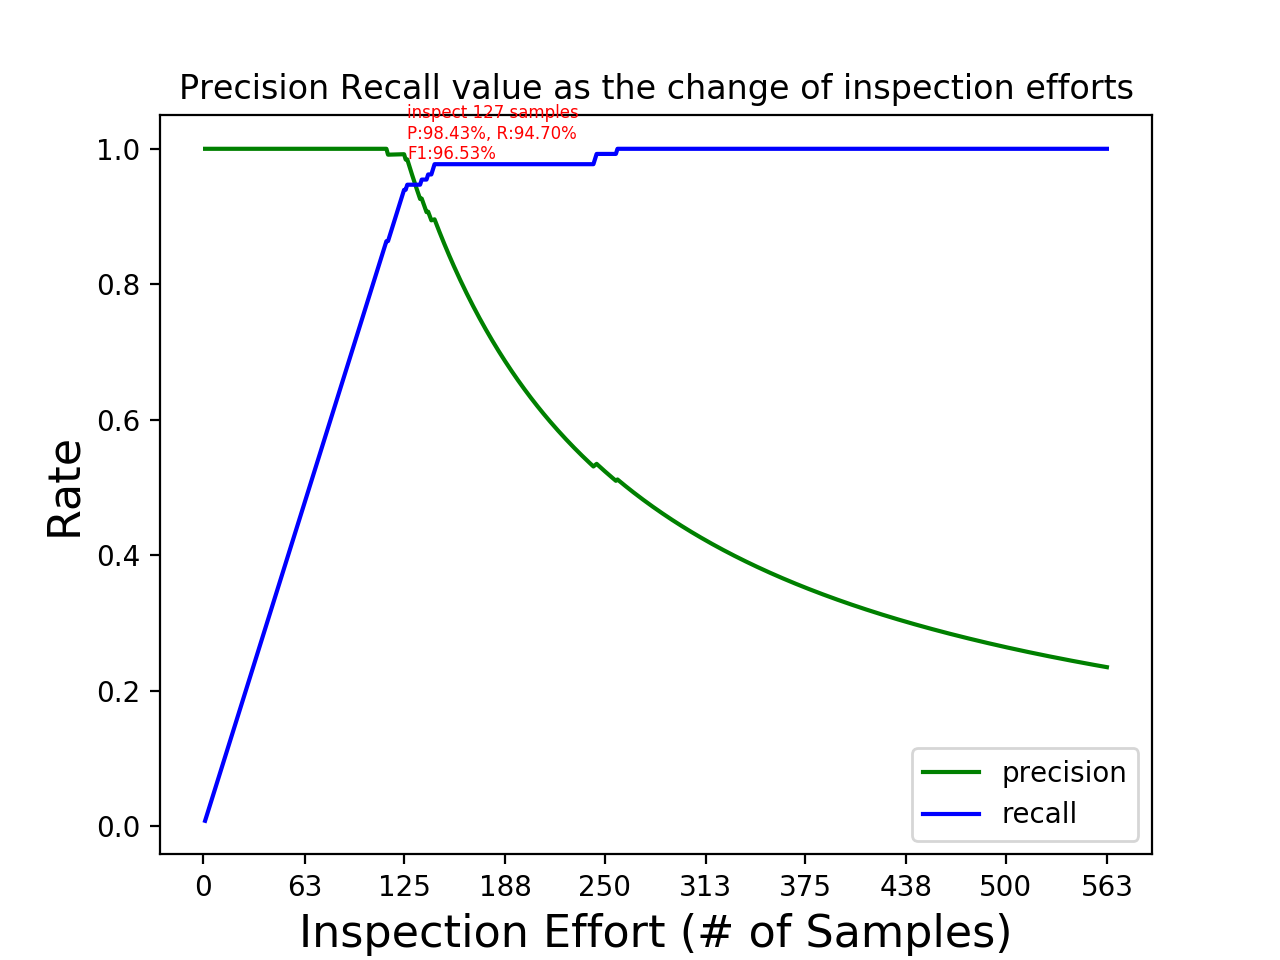 Precision Recall value as the change of inspection efforts
inspect 127 samples
P:98.43%, R:94.70%
F1:96.53%
1.0
0.8
0.6
0.4
0.2
0.0
Rate
precision
recall
0 63 125 188 250 313 375 438 500 563
Inspection Effort (# of Samples)